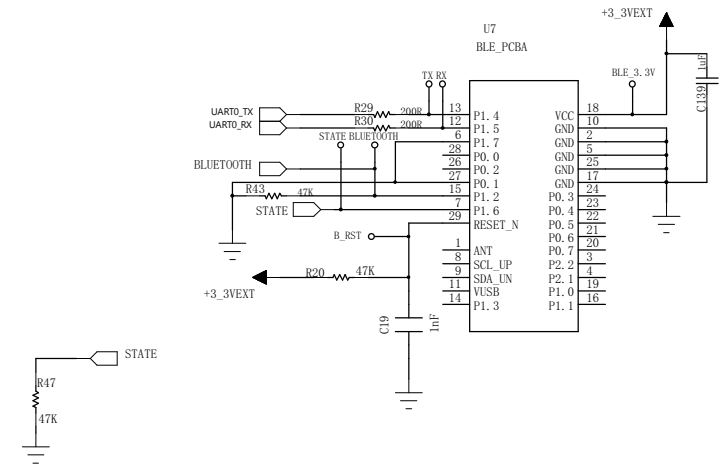 +3_3VEXT
U7
BLE_PCBA
BLE_3.3V
1uF
C139
TX RX
UART0_TX
R29
200R
13
P1.4
VCC
18
UART0_RX
R30
200R
12
P1.5
GND
10
STATE BLUETOOTH
6
P1.7
GND
2
28
P0.0
GND
5
BLUETOOTH
26
P0.2
GND
25
27
P0.1
GND
17
R43
47K
15
P1.2
P0.3
24
STATE
7
P1.6
P0.4
23
29
RESET_N
P0.5
22
B_RST
P0.6
21
1
ANT
P0.7
20
8
SCL_UP
P2.2
3
R20
47K
9
SDA_UN
P2.1
4
+3_3VEXT
11
VUSB
P1.0
19
14
P1.3
P1.1
16
C19
1nF
STATE
R47
47K